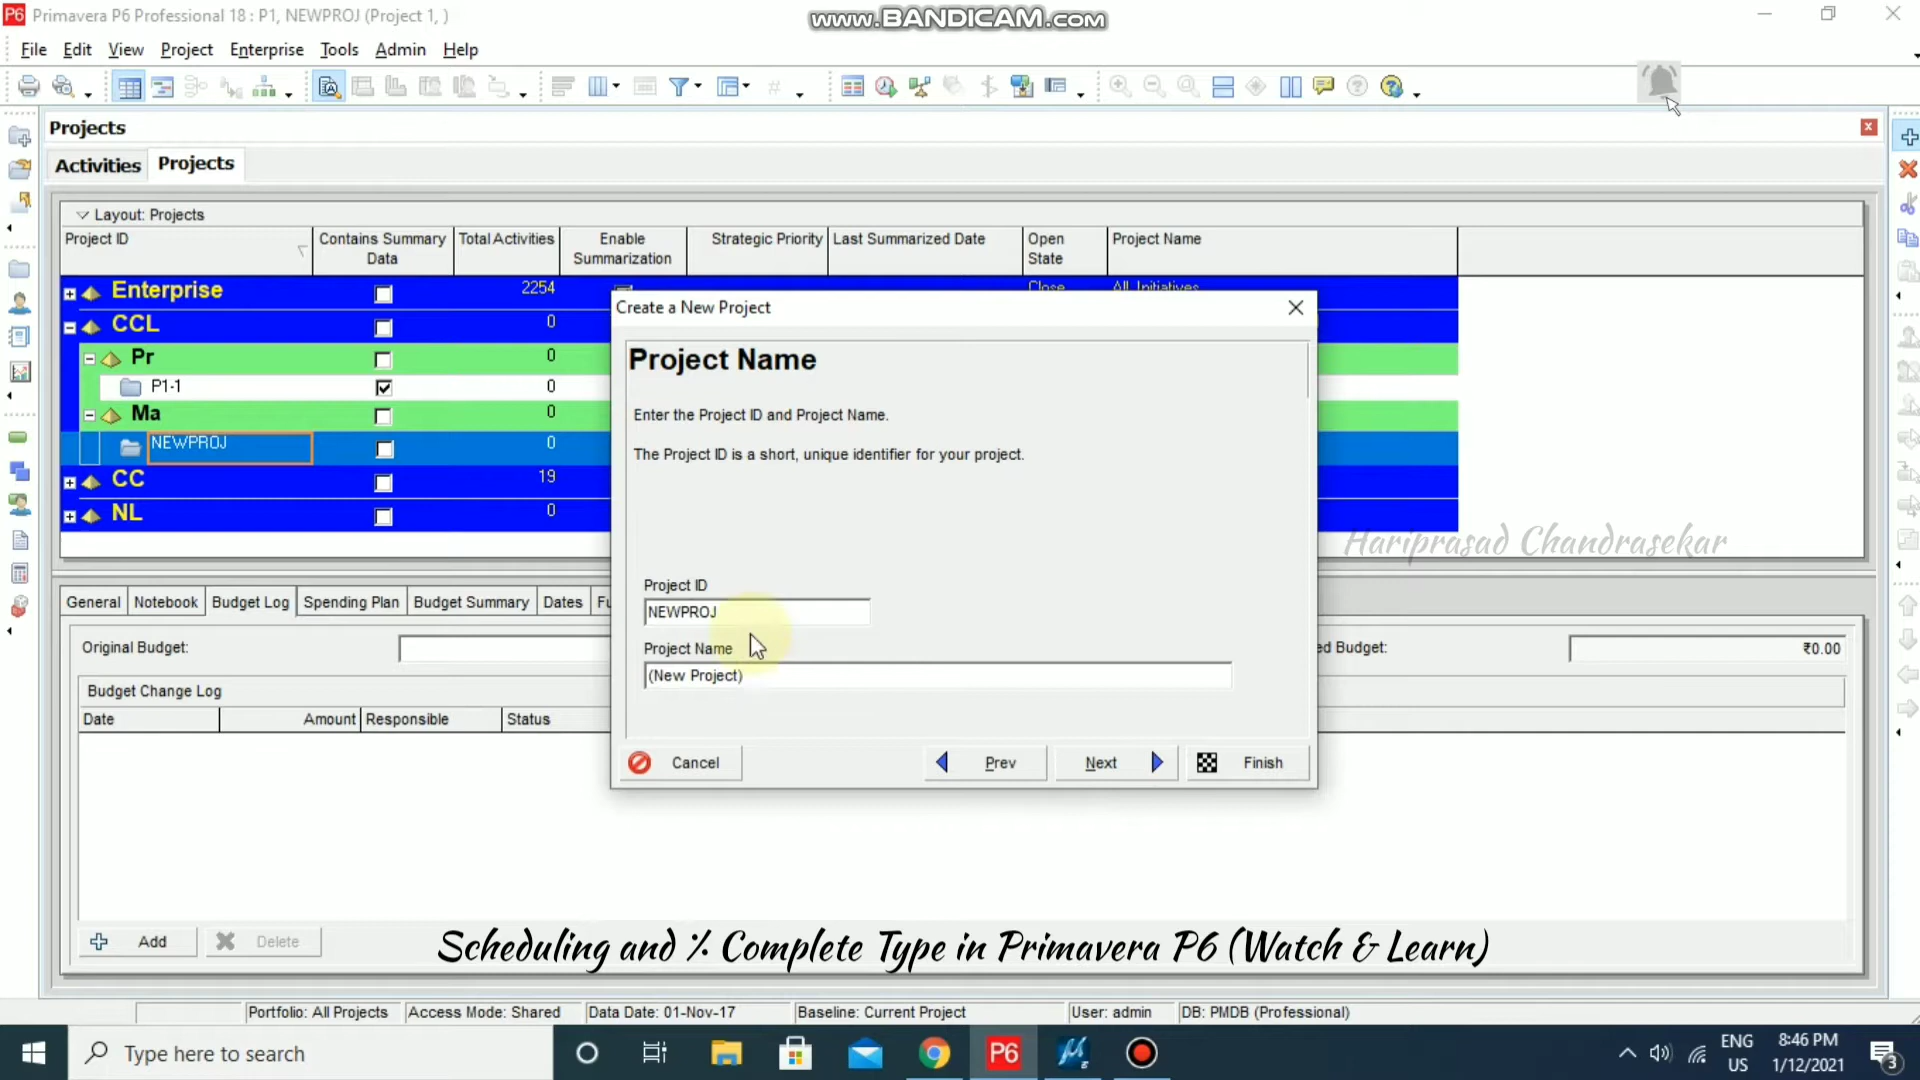 Primavera P6 Professional 18 : P1, NEWPROJ (Project 1, )
www.BANDICAM.com
File Edit View Project Enterprise Tools Admin Help
Projects
Activities Projects
Layout: Projects
Project ID Contains Summary Data Total Activities Enable Summarization Strategic Priority Last Summarized Date Open State Project Name
Enterprise 2254 Close All Initiatives
CCL 0
Pr 0
P1-1 0
Ma 0
NEWPROJ 0
CC 19
NL 0
Create a New Project
Project Name
Enter the Project ID and Project Name.
The Project ID is a short, unique identifier for your project.
Project ID
NEWPROJ
Project Name
(New Project)
Cancel Prev Next Finish
Hariprasad Chandrasekar
General Notebook Budget Log Spending Plan Budget Summary Dates Fu
Original Budget: ed Budget: ₹0.00
Budget Change Log
Date Amount Responsible Status
Add Delete
Scheduling and % Complete Type in Primavera P6 (Watch & Learn)
Portfolio: All Projects Access Mode: Shared Data Date: 01-Nov-17 Baseline: Current Project User: admin DB: PMDB (Professional)
Type here to search
P6
ENG
US
8:46 PM
1/12/2021
3